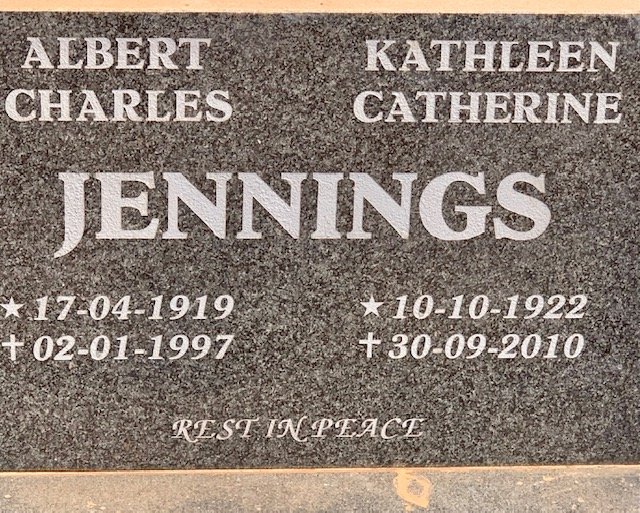 ALBERT KATHLEEN
CHARLES CATHERINE
JENNINGS
★ 17-04-1919 ★ 10-10-1922
✝ 02-01-1997 ✝ 30-09-2010
REST IN PEACE